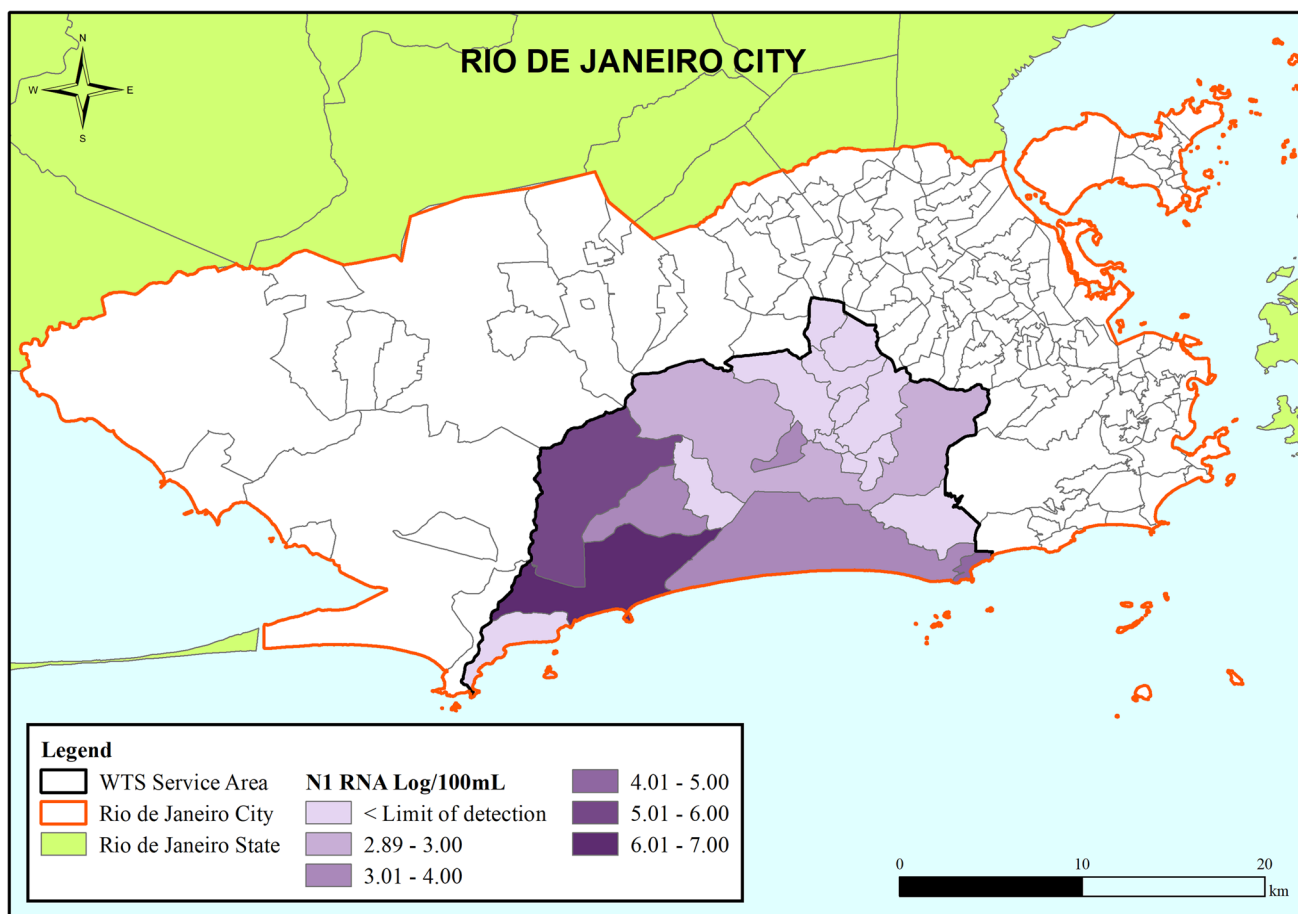 RIO DE JANEIRO CITY
N
W E
S
Legend
WTS Service Area
Rio de Janeiro City
Rio de Janeiro State
N1 RNA Log/100mL
< Limit of detection
2.89 - 3.00
3.01 - 4.00
4.01 - 5.00
5.01 - 6.00
6.01 - 7.00
0 10 20
km